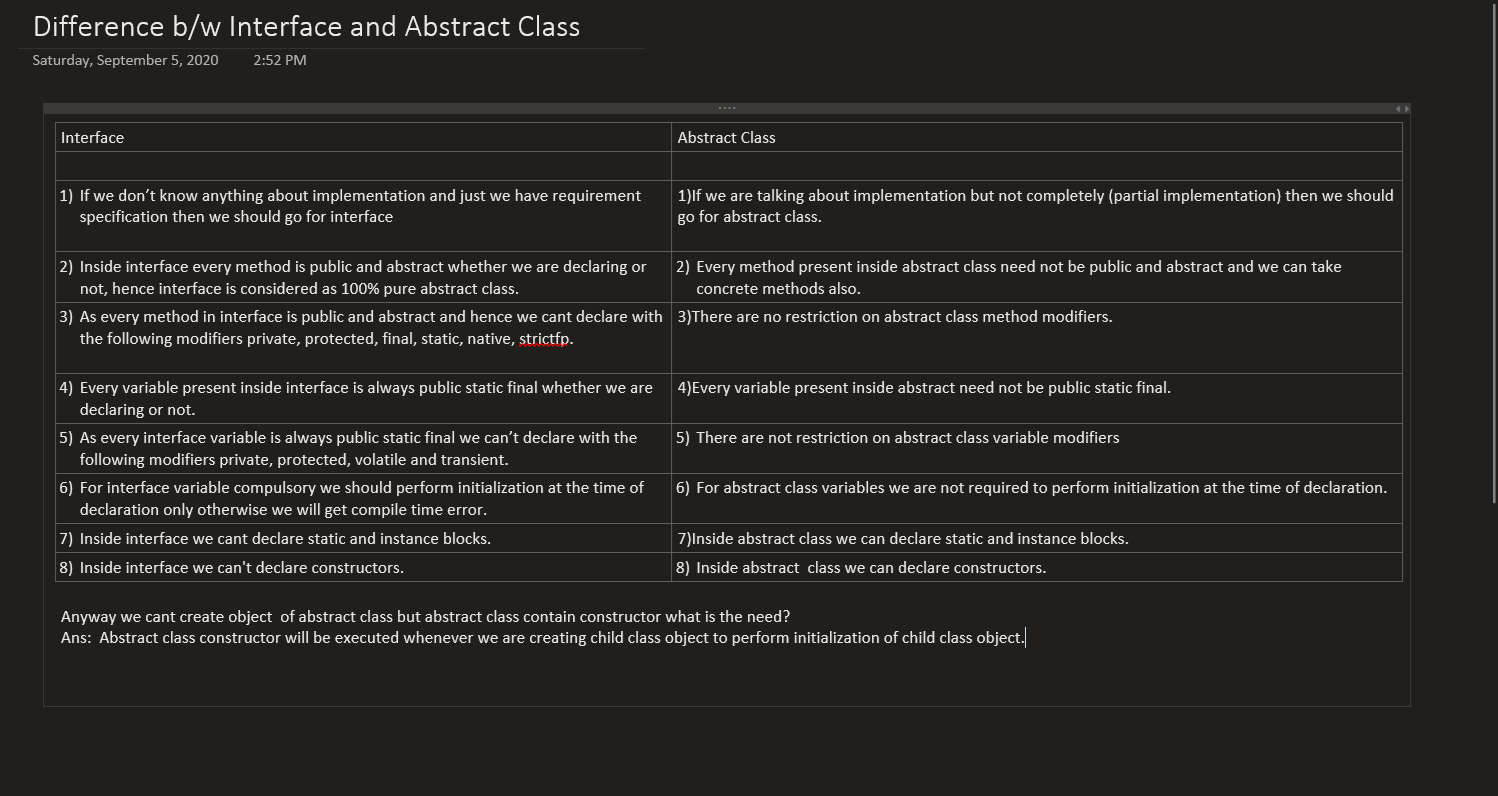 Difference b/w Interface and Abstract Class
Saturday, September 5, 2020 2:52 PM
Interface
Abstract Class
1) If we don’t know anything about implementation and just we have requirement
specification then we should go for interface
1)If we are talking about implementation but not completely (partial implementation) then we should
go for abstract class.
2) Inside interface every method is public and abstract whether we are declaring or
not, hence interface is considered as 100% pure abstract class.
2) Every method present inside abstract class need not be public and abstract and we can take
concrete methods also.
3) As every method in interface is public and abstract and hence we cant declare with
the following modifiers private, protected, final, static, native, strictfp.
3)There are no restriction on abstract class method modifiers.
4) Every variable present inside interface is always public static final whether we are
declaring or not.
4)Every variable present inside abstract need not be public static final.
5) As every interface variable is always public static final we can’t declare with the
following modifiers private, protected, volatile and transient.
5) There are not restriction on abstract class variable modifiers
6) For interface variable compulsory we should perform initialization at the time of
declaration only otherwise we will get compile time error.
6) For abstract class variables we are not required to perform initialization at the time of declaration.
7) Inside interface we cant declare static and instance blocks.
7)Inside abstract class we can declare static and instance blocks.
8) Inside interface we can't declare constructors.
8) Inside abstract  class we can declare constructors.
Anyway we cant create object  of abstract class but abstract class contain constructor what is the need?
Ans:  Abstract class constructor will be executed whenever we are creating child class object to perform initialization of child class object.